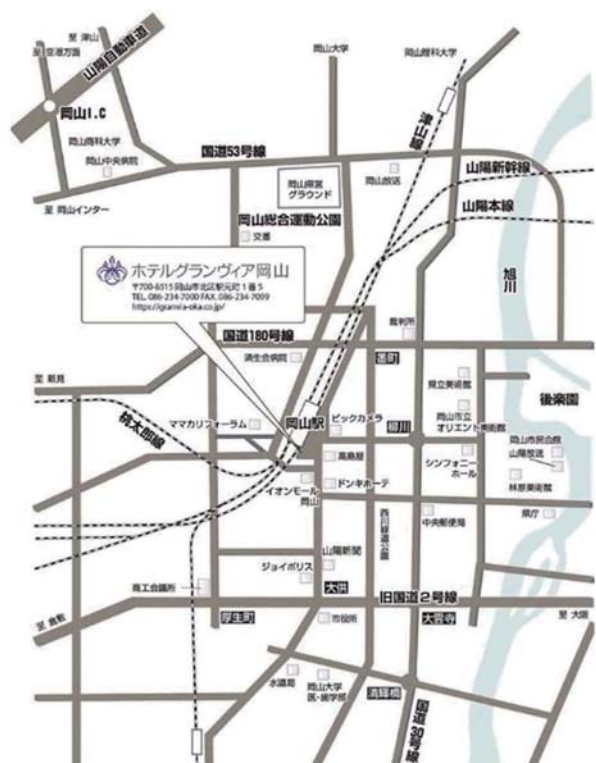 至 津山
至 空港方面
山陽自動車道
岡山I.C
岡山大学
岡山理科大学
津山線
岡山商科大学
岡山中央病院
国道53号線
岡山県営
グラウンド
岡山放送
山陽新幹線
山陽本線
至 岡山インター
岡山総合運動公園
交番
旭川
ホテルグランヴィア岡山
〒700-8515 岡山市北区駅元町1番5
TEL. 086-234-7000 FAX. 086-234-7099
https://granvia-oka.co.jp/
裁判所
国道180号線
済生会病院
番町
至 新見
県立美術館
後楽園
桃太郎線
ママカリフォーラム
岡山駅
ビックカメラ
柳川
岡山市立
オリエント美術館
岡山市民会館
山陽放送
高島屋
シンフォニー
ホール
イオンモール
岡山
ドンキホーテ
林原美術館
西川緑道公園
中央郵便局
県庁
山陽新聞
ジョイポリス
商工会議所
大供
旧国道2号線
至 倉敷
厚生町
市役所
大雲寺
至 大阪
水道局
岡山大学
医・歯学部
清輝橋
国道30号線